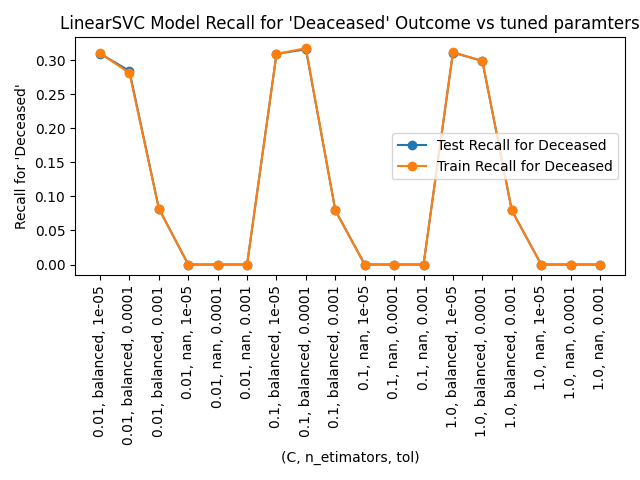 LinearSVC Model Recall for 'Deaceased' Outcome vs tuned paramters
Recall for 'Deceased'
0.30
0.25
0.20
0.15
0.10
0.05
0.00
Test Recall for Deceased
Train Recall for Deceased
0.01, balanced, 1e-05
0.01, balanced, 0.0001
0.01, balanced, 0.001
0.01, nan, 1e-05
0.01, nan, 0.0001
0.01, nan, 0.001
0.1, balanced, 1e-05
0.1, balanced, 0.0001
0.1, balanced, 0.001
0.1, nan, 1e-05
0.1, nan, 0.0001
0.1, nan, 0.001
1.0, balanced, 1e-05
1.0, balanced, 0.0001
1.0, balanced, 0.001
1.0, nan, 1e-05
1.0, nan, 0.0001
1.0, nan, 0.001
(C, n_etimators, tol)